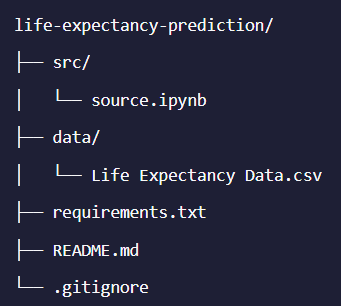 life-expectancy-prediction/
├── src/
│   └── source.ipynb
├── data/
│   └── Life Expectancy Data.csv
├── requirements.txt
├── README.md
└── .gitignore